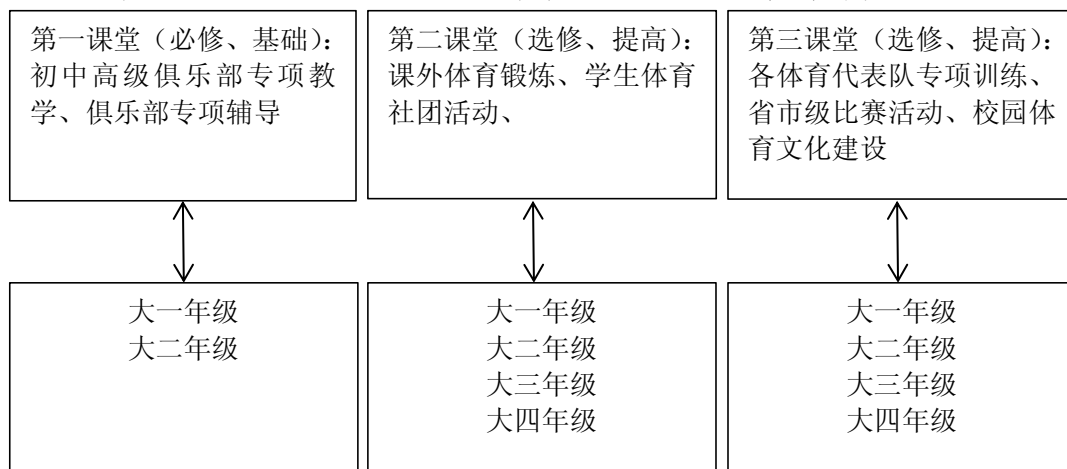 第一课堂（必修、基础）：
初中高级俱乐部专项教
学、俱乐部专项辅导
第二课堂（选修、提高）：
课外体育锻炼、学生体育
社团活动、
第三课堂（选修、提高）：
各体育代表队专项训练、
省市级比赛活动、校园体
育文化建设
大一年级
大二年级
大一年级
大二年级
大三年级
大四年级
大一年级
大二年级
大三年级
大四年级